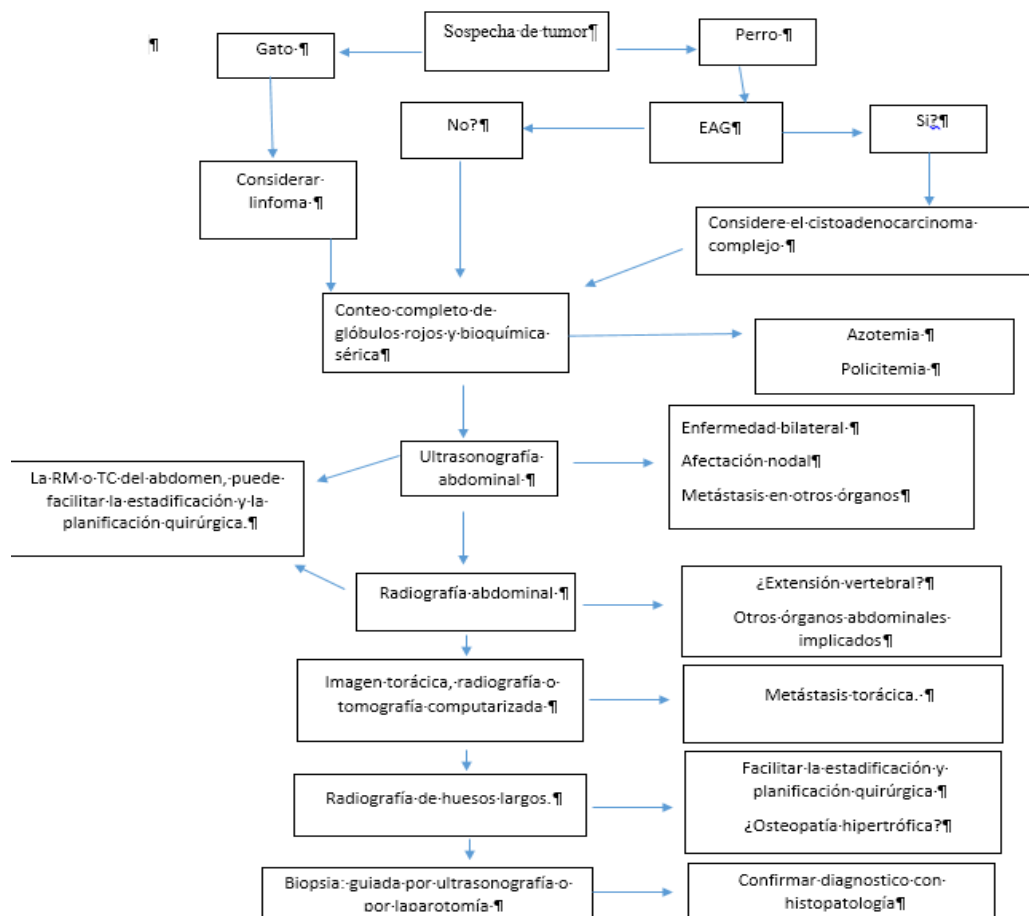 Sospecha de tumor¶
¶
Gato ¶
Perro ¶
No?¶
EAG¶
Si?¶
Considerar
linfoma ¶
Considere el cistoadenocarcinoma
complejo ¶
Conteo completo de
glóbulos rojos y bioquímica
sérica¶
Azotemia ¶
Policitemia ¶
Ultrasonografía
abdominal ¶
Enfermedad bilateral ¶
Afectación nodal¶
Metástasis en otros órganos¶
La RM o TC del abdomen, puede
facilitar la estadificación y la
planificación quirúrgica.¶
Radiografía abdominal ¶
¿Extensión vertebral?¶
Otros órganos abdominales
implicados¶
Imagen torácica, radiografía o
tomografía computarizada ¶
Metástasis torácica. ¶
Radiografía de huesos largos.¶
Facilitar la estadificación y
planificación quirúrgica ¶
¿Osteopatía hipertrófica?¶
Biopsia: guiada por ultrasonografía o
por laparotomía ¶
Confirmar diagnostico con
histopatología¶